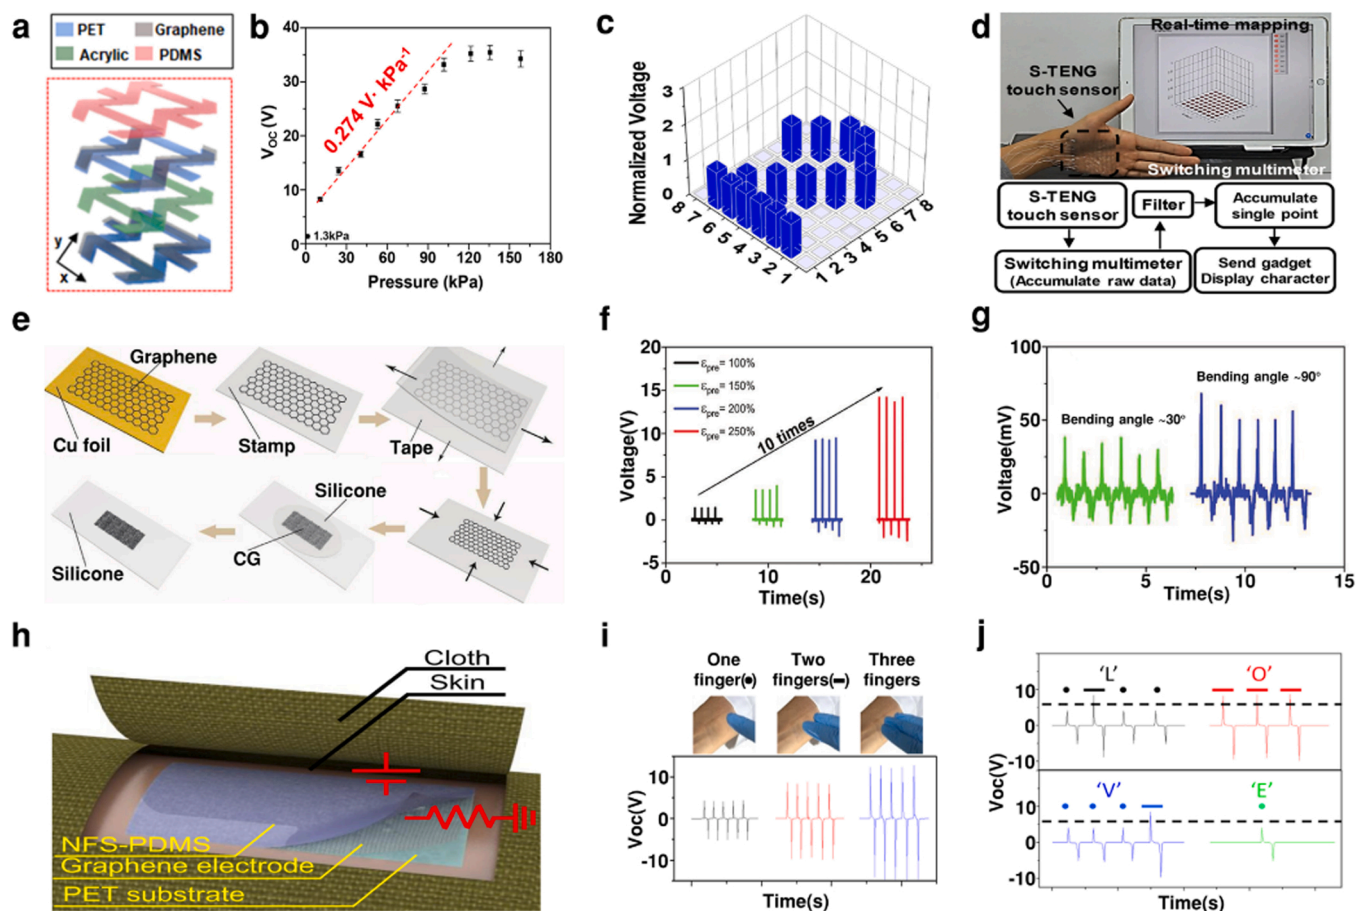 a
PET
Graphene
Acrylic
PDMS
y
x
b
40
30
20
10
0
V_OC (V)
0.274 V· kPa⁻¹
1.3kPa
0 30 60 90 120 150 180
Pressure (kPa)
c
Normalized Voltage
3
2
1
0
8 7 6 5 4 3 2 1
1 2 3 4 5 6 7 8
d
Real-time mapping
S-TENG
touch sensor
Switching multimeter
S-TENG
touch sensor
Filter
Accumulate
single point
Switching multimeter
(Accumulate raw data)
Send gadget
Display character
e
Graphene
Cu foil
Stamp
Tape
Silicone
CG
Silicone
f
20
15
10
5
0
-5
Voltage(V)
ε_pre= 100%
ε_pre= 150%
ε_pre= 200%
ε_pre= 250%
10 times
0 10 20
Time(s)
g
100
50
0
-50
Voltage(mV)
Bending angle ~30°
Bending angle ~90°
0 5 10 15
Time(s)
h
Cloth
Skin
NFS-PDMS
Graphene electrode
PET substrate
i
One
finger(●)
Two
fingers(━)
Three
fingers
10
0
-10
Voc(V)
Time(s)
j
'L'
'O'
10
0
-10
'V'
'E'
10
0
-10
Voc(V)
Time(s)